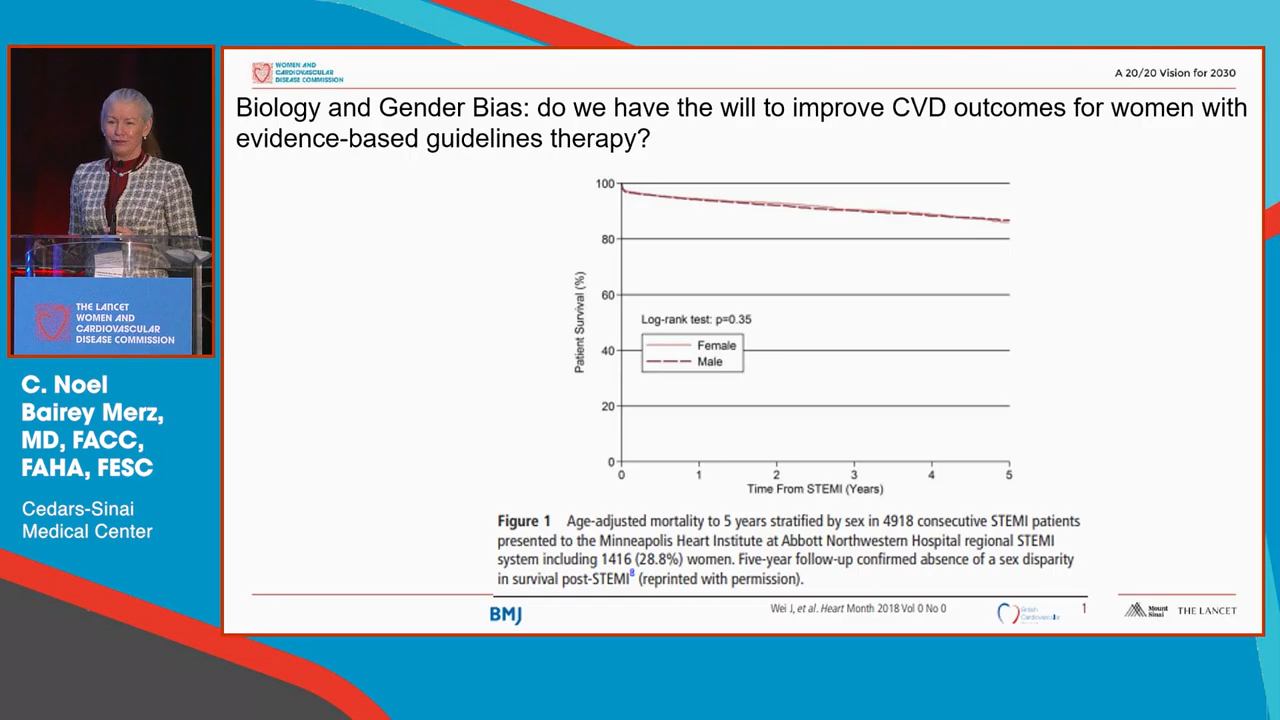 WOMEN AND
CARDIOVASCULAR
DISEASE COMMISSION
A 20/20 Vision for 2030
Biology and Gender Bias: do we have the will to improve CVD outcomes for women with
evidence-based guidelines therapy?
100
80
60
40
20
0
Patient Survival (%)
Log-rank test: p=0.35
Female
Male
0 1 2 3 4 5
Time From STEMI (Years)
Figure 1 Age-adjusted mortality to 5 years stratified by sex in 4918 consecutive STEMI patients
presented to the Minneapolis Heart Institute at Abbott Northwestern Hospital regional STEMI
system including 1416 (28.8%) women. Five-year follow-up confirmed absence of a sex disparity
in survival post-STEMI8 (reprinted with permission).
BMJ
Wei J, et al. Heart Month 2018 Vol 0 No 0
British
Cardiovascular
1
Mount
Sinai
THE LANCET
THE LANCET
WOMEN AND
CARDIOVASCULAR
DISEASE COMMISSION
C. Noel
Bairey Merz,
MD, FACC,
FAHA, FESC
Cedars-Sinai
Medical Center